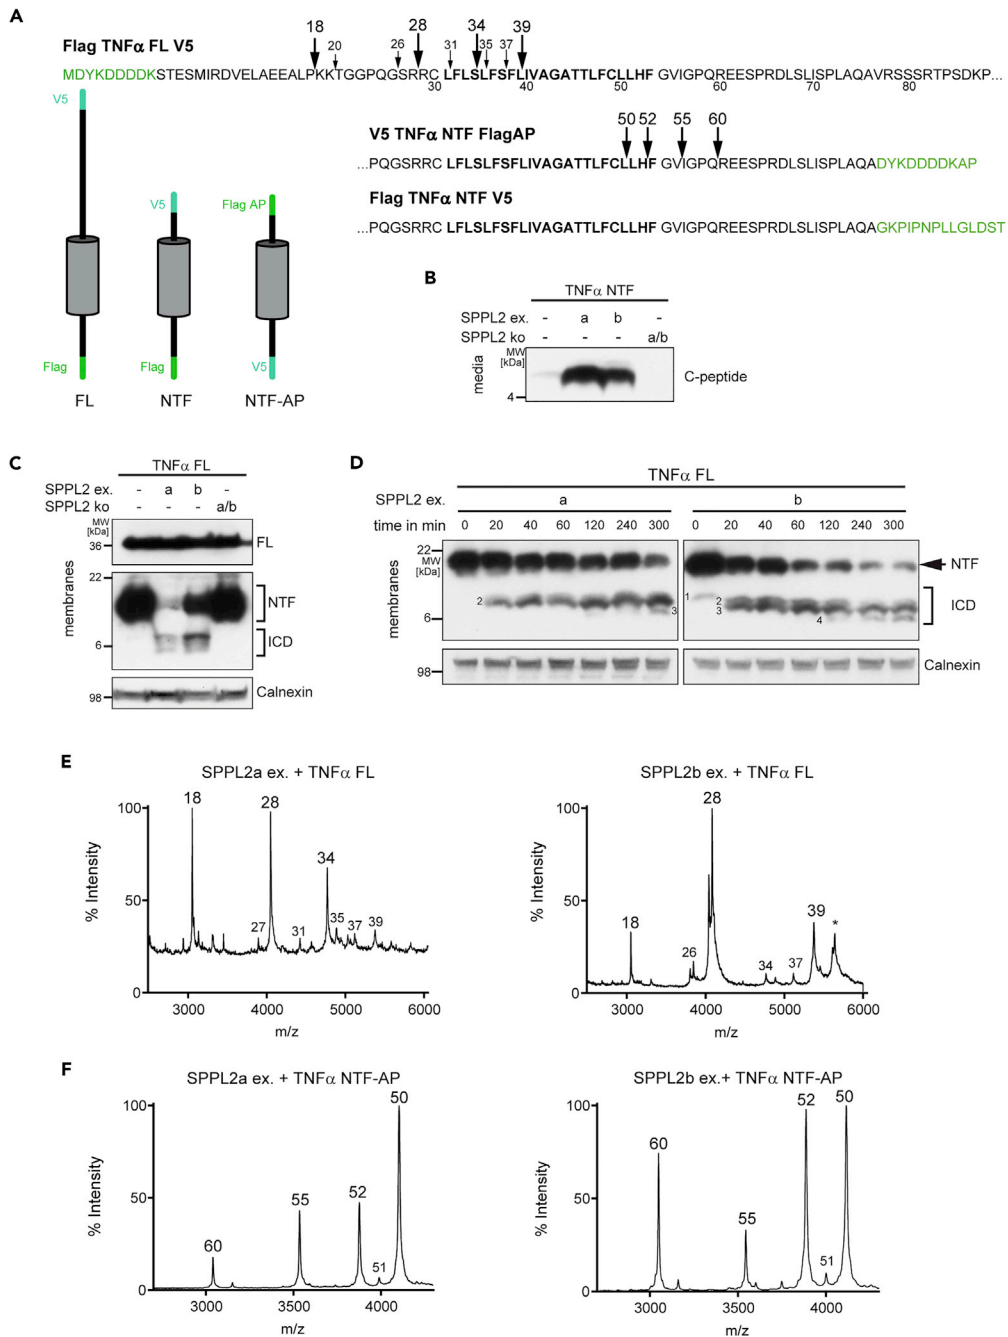 A
18 28 34 39
20 26 31 35 37
Flag TNFα FL V5
MDYKDDDDKSTESMIRDVELAEEALPKKTGGPQGSRRC LFLSLFSFLIVAGATTLFCLLHF GVIGPQREESPRDLSLISPLAQAVRSSSRTPSDKP...
30 40 50 60 70 80
V5
50 52 55 60
V5 TNFα NTF FlagAP
...PQGSRRC LFLSLFSFLIVAGATTLFCLLHF GVIGPQREESPRDLSLISPLAQADYKDDDDKAP
Flag TNFα NTF V5
...PQGSRRC LFLSLFSFLIVAGATTLFCLLHF GVIGPQREESPRDLSLISPLAQAGKPIPNPLLGLDST
V5 Flag AP
Flag Flag V5
FL NTF NTF-AP
B
TNFα NTF
SPPL2 ex. - a b -
SPPL2 ko - - - a/b
MW
[kDa]
media
4
C-peptide
C
TNFα FL
SPPL2 ex. - a b -
SPPL2 ko - - - a/b
MW
[kDa]
36
FL
22
NTF
membranes
6
ICD
98
Calnexin
D
TNFα FL
SPPL2 ex. a b
time in min 0 20 40 60 120 240 300 0 20 40 60 120 240 300
22
MW
[kDa]
NTF
membranes
2 3 1 2 3 4
ICD
6
98
Calnexin
E
SPPL2a ex. + TNFα FL
18 28 34
27 31 35 37 39
% Intensity
100
50
0
3000 4000 5000 6000
m/z
SPPL2b ex. + TNFα FL
28
18 26 34 37 39 *
% Intensity
100
50
0
3000 4000 5000 6000
m/z
F
SPPL2a ex. + TNFα NTF-AP
60 55 52 51 50
% Intensity
100
50
0
3000 3500 4000
m/z
SPPL2b ex.+ TNFα NTF-AP
60 55 52 51 50
% Intensity
100
50
0
3000 3500 4000
m/z